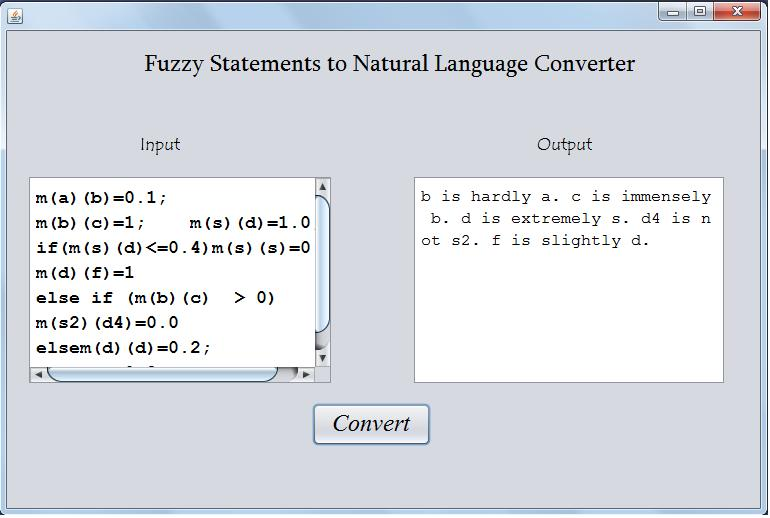 Fuzzy Statements to Natural Language Converter
Input
Output
m(a)(b)=0.1;
m(b)(c)=1;    m(s)(d)=1.0
if(m(s)(d)<=0.4)m(s)(s)=0
m(d)(f)=1
else if (m(b)(c)  > 0)
m(s2)(d4)=0.0
elsem(d)(d)=0.2;
b is hardly a. c is immensely
b. d is extremely s. d4 is n
ot s2. f is slightly d.
Convert